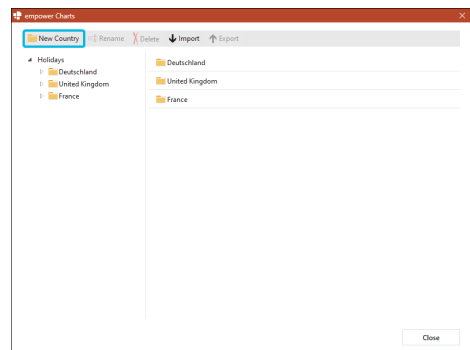 empower Charts
New Country Rename Delete Import Export
Holidays
Deutschland
United Kingdom
France
Deutschland
United Kingdom
France
Close